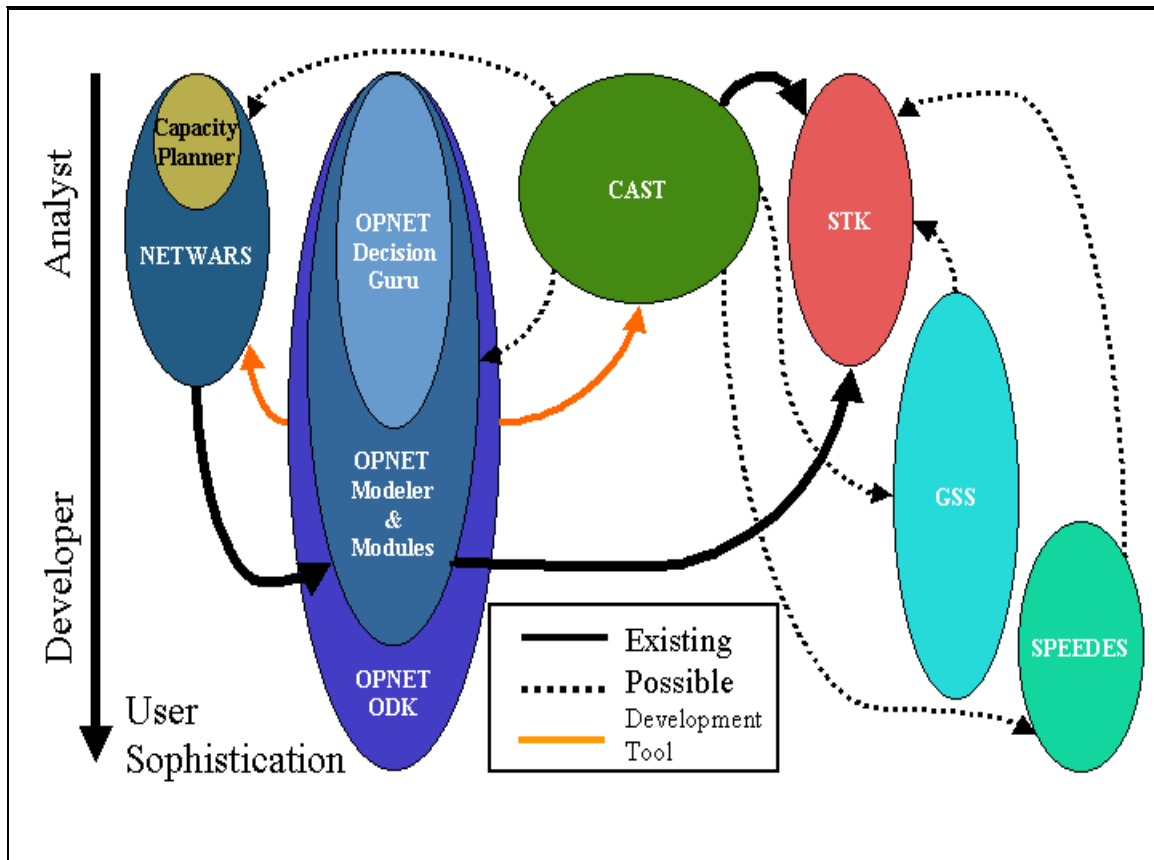 Analyst
Developer
User
Sophistication
Capacity
Planner
NETWARS
OPNET
Decision
Guru
OPNET
Modeler
&
Modules
OPNET
ODK
CAST
STK
GSS
SPEEDES
Existing
Possible
Development
Tool